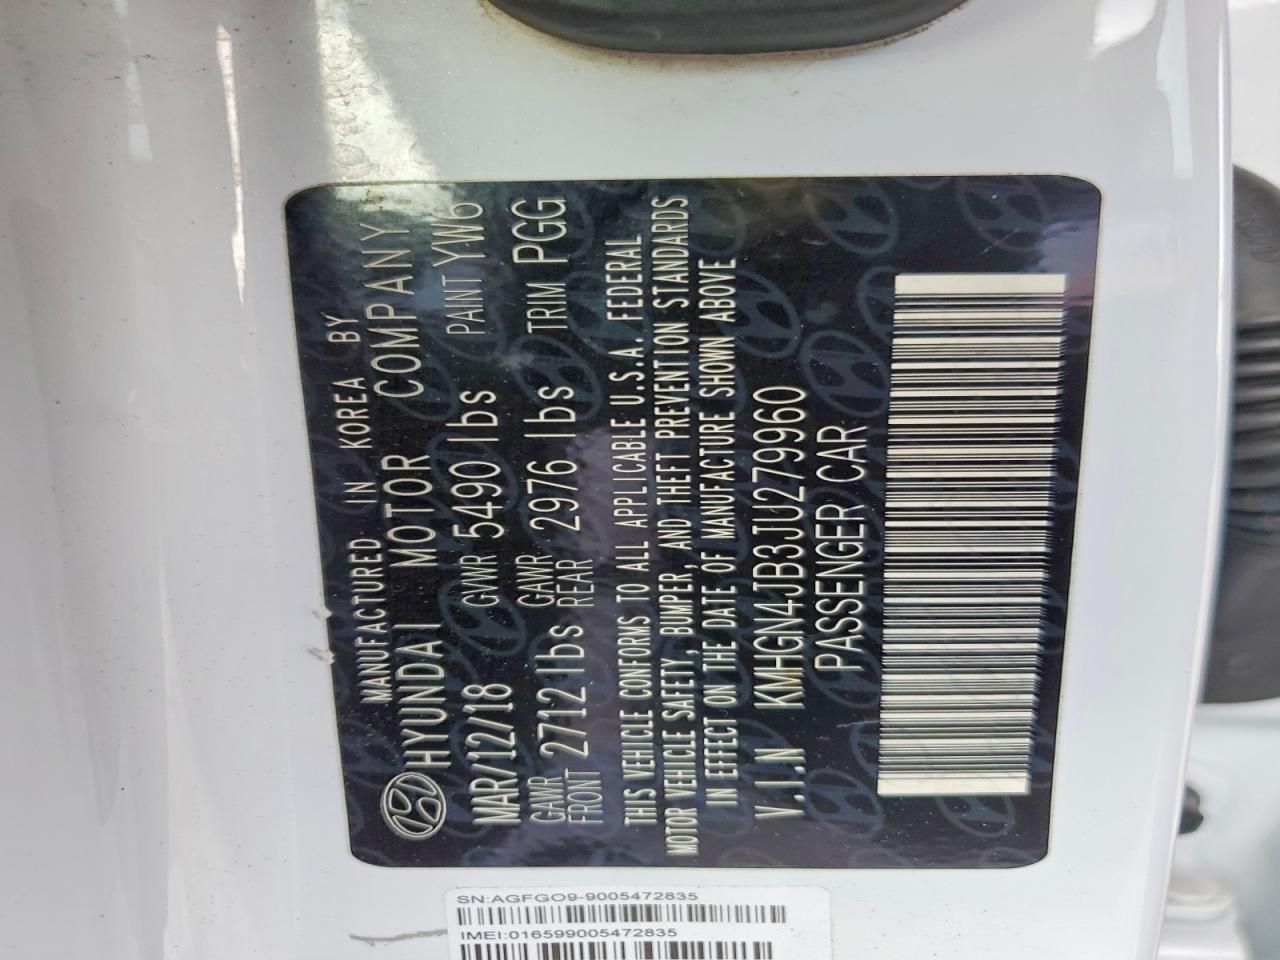 MANUFACTURED IN KOREA BY
HYUNDAI MOTOR COMPANY
MAR/12/18 GVWR 5490 lbs PAINT YW6
GAWR FRONT 2712 lbs GAWR REAR 2976 lbs TRIM PGG
THIS VEHICLE CONFORMS TO ALL APPLICABLE U.S.A. FEDERAL
MOTOR VEHICLE SAFETY, BUMPER, AND THEFT PREVENTION STANDARDS
IN EFFECT ON THE DATE OF MANUFACTURE SHOWN ABOVE
V.I.N KMHGN4JB3JU279960
PASSENGER CAR
SN:AGFGO9-9005472835
IMEI:016599005472835